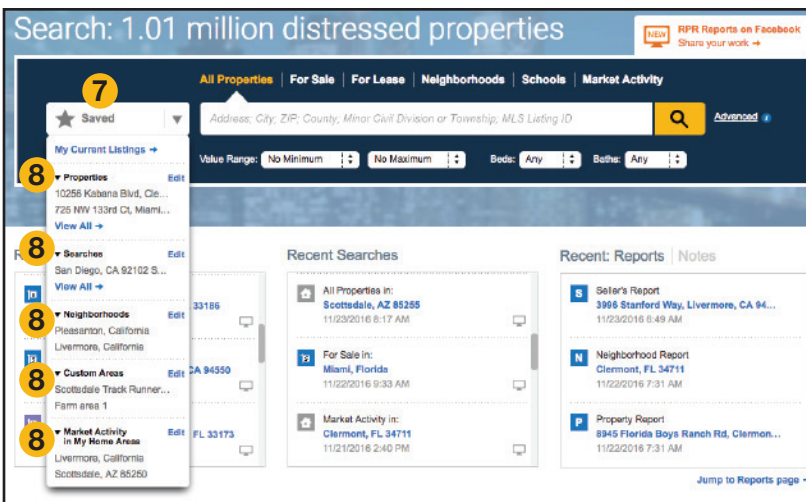 Search: 1.01 million distressed properties
NEW
RPR Reports on Facebook
Share your work →
7
All Properties | For Sale | For Lease | Neighborhoods | Schools | Market Activity
Saved
Address; City; ZIP; County; Minor Civil Division or Township; MLS Listing ID
Advanced
Value Range: No Minimum No Maximum Beds: Any Baths: Any
My Current Listings →
8
Properties Edit
10256 Kabana Blvd, Cle...
725 NW 133rd Ct, Miami...
View All →
8
Searches Edit
San Diego, CA 92102 S...
View All →
8
Neighborhoods Edit
Pleasanton, California
Livermore, California
8
Custom Areas Edit
Scottsdale Track Runner...
Farm area 1
8
Market Activity Edit
in My Home Areas
Livermore, California
Scottsdale, AZ 85250
R
33186
CA 94550
FL 33173
Recent Searches
All Properties in:
Scottsdale, AZ 85255
11/23/2016 8:17 AM
For Sale in:
Miami, Florida
11/22/2016 9:33 AM
Market Activity in:
Clermont, FL 34711
11/21/2016 2:40 PM
Recent: Reports | Notes
S
Seller's Report
3996 Stanford Way, Livermore, CA 94...
11/23/2016 6:49 AM
N
Neighborhood Report
Clermont, FL 34711
11/22/2016 7:31 AM
P
Property Report
8945 Florida Boys Ranch Rd, Clermon...
11/22/2016 7:31 AM
Jump to Reports page